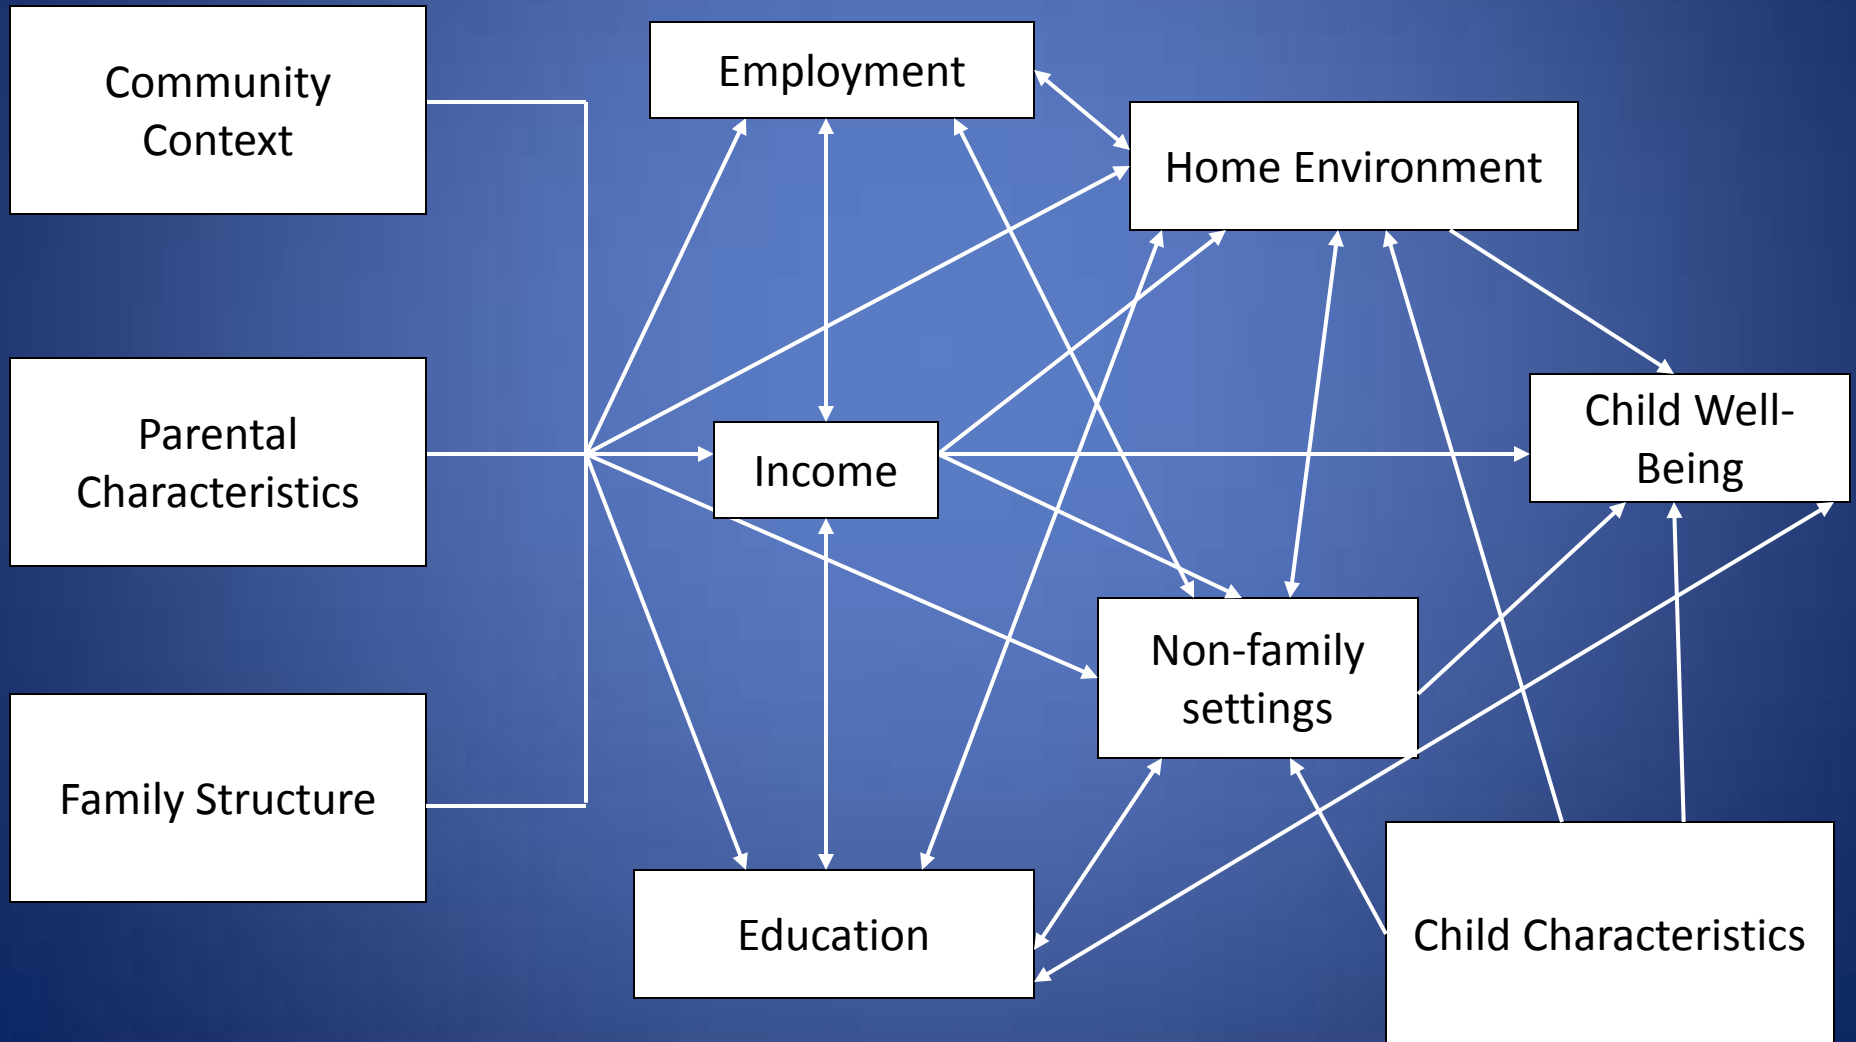 Community
Context
Employment
Home Environment
Parental
Characteristics
Income
Child Well-
Being
Non-family
settings
Family Structure
Education
Child Characteristics